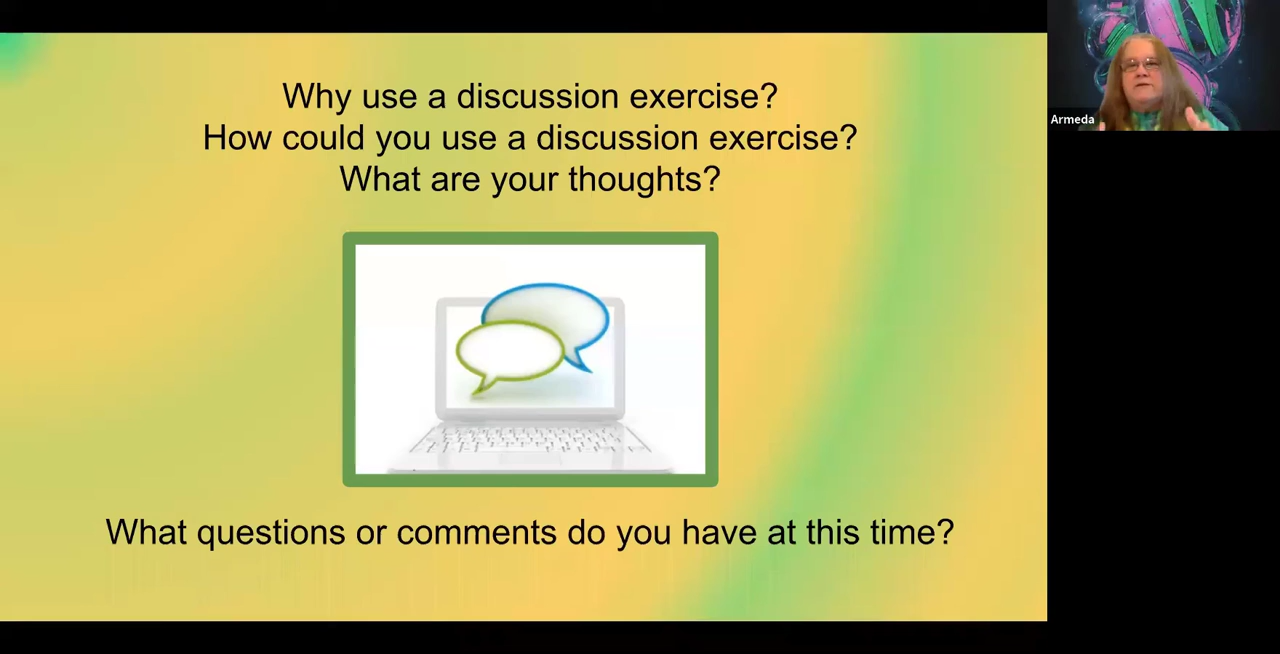 Why use a discussion exercise?
How could you use a discussion exercise?
What are your thoughts?
What questions or comments do you have at this time?
Armeda